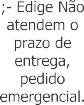 ;- Edige Não
atendem o
prazo de
entrega,
pedido
emergencial.